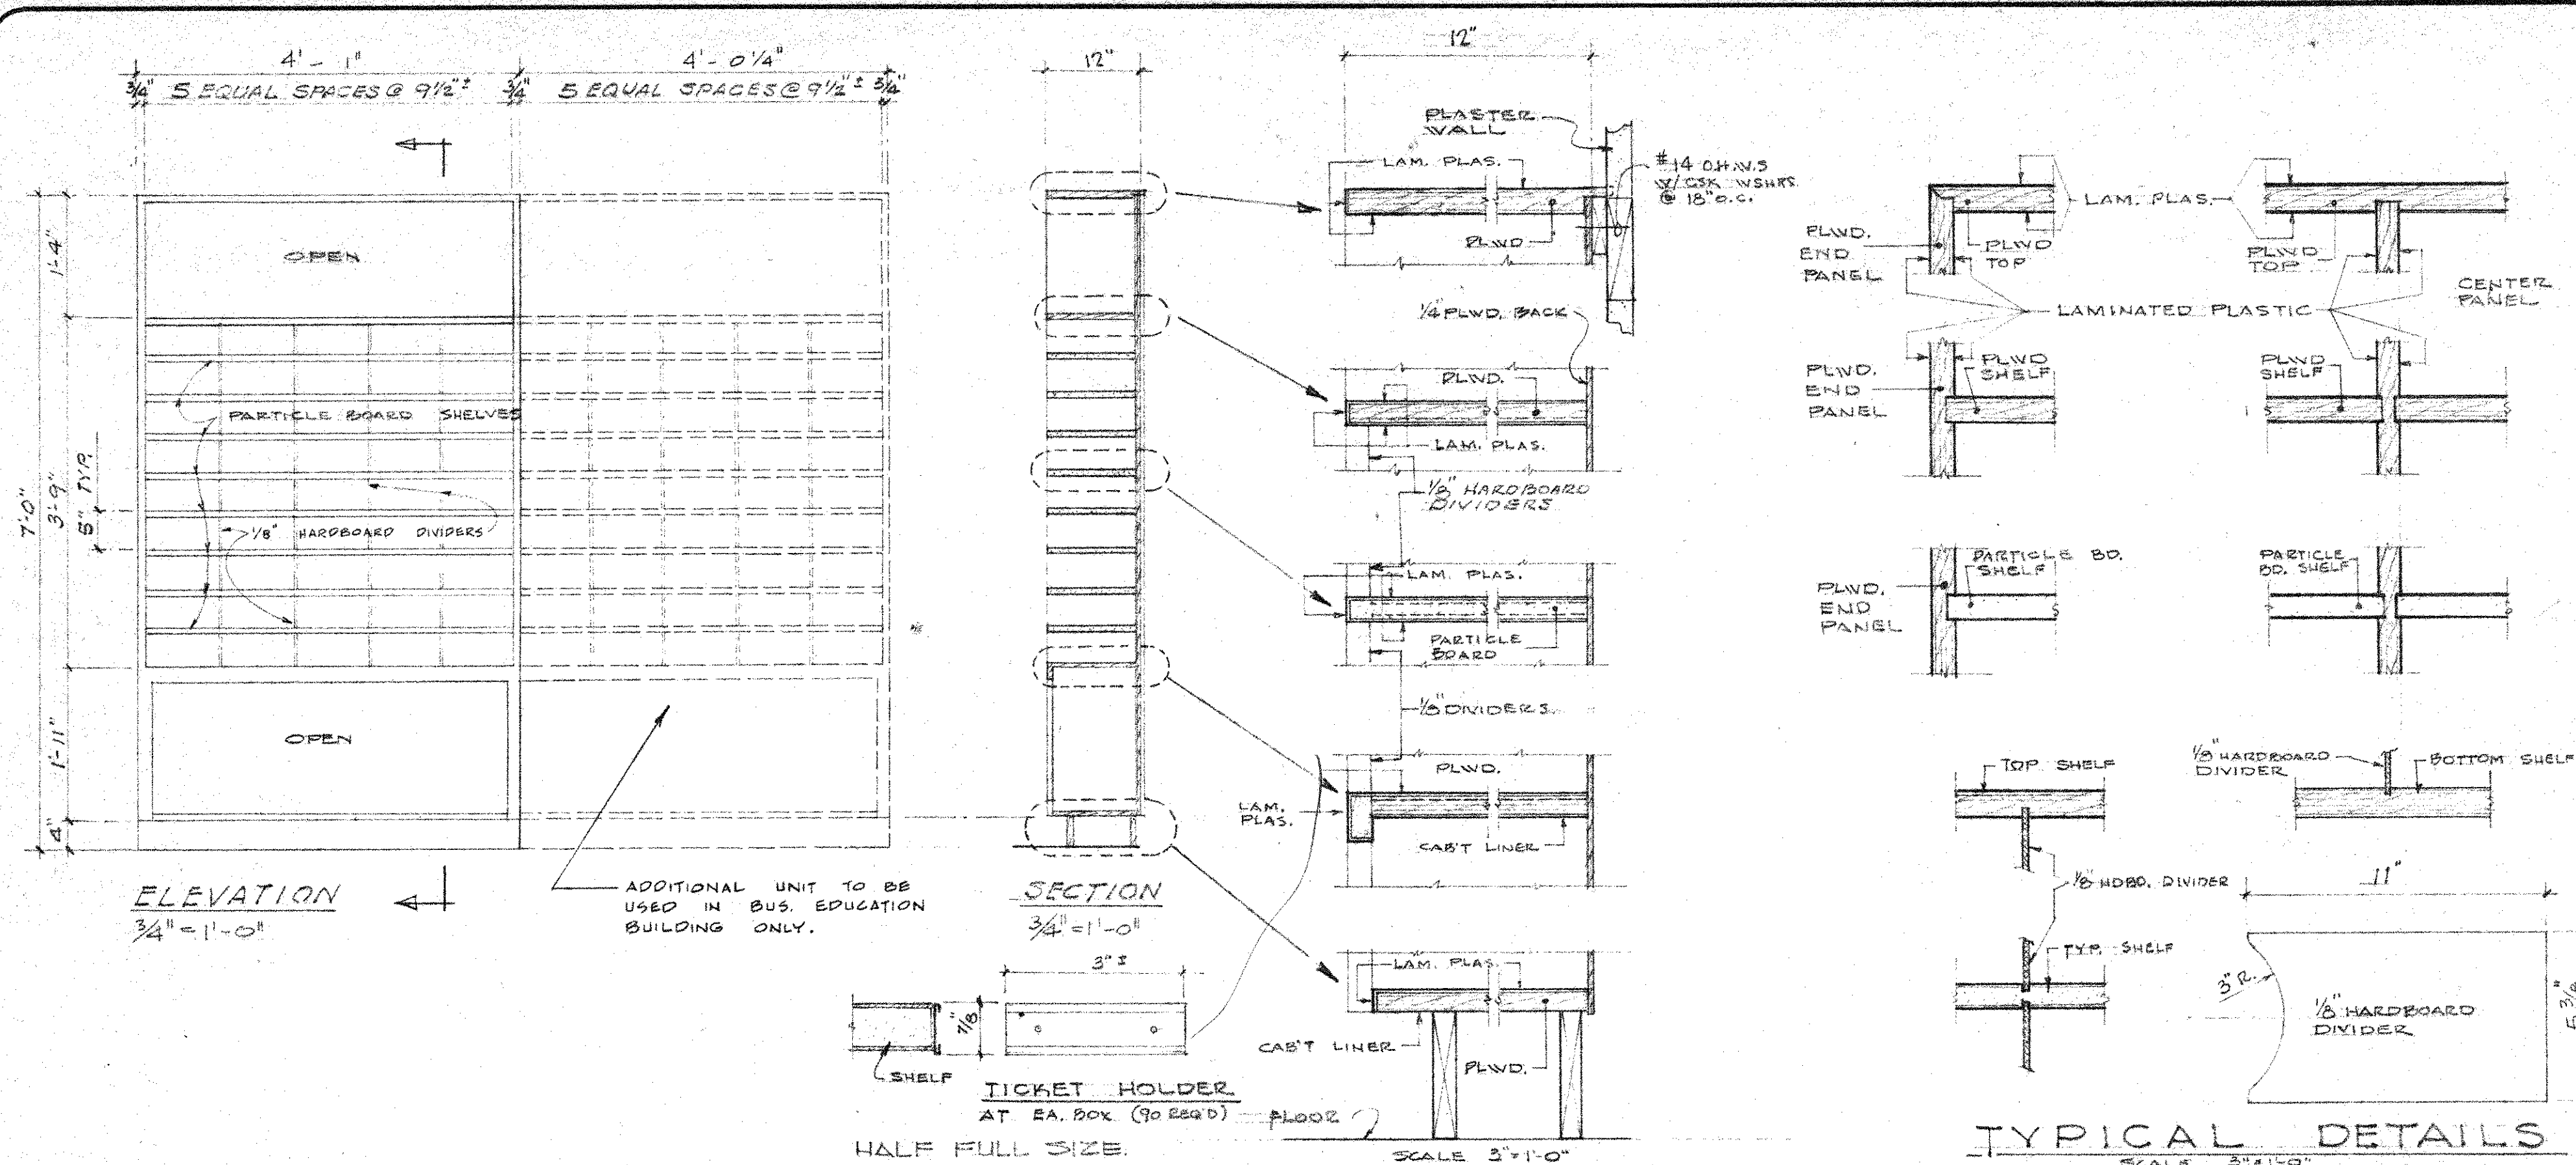 4'- 1"
4'- 0 1/4"
3/4" 5 EQUAL SPACES @ 9 1/2" ± 3/4" 5 EQUAL SPACES @ 9 1/2" ± 3/4"
OPEN
PARTICLE BOARD SHELVES
1/8" HARDBOARD DIVIDERS
OPEN
7'-0"
1'-4"
3'-9"
5" TYP.
1'-11"
4"
ELEVATION
3/4" = 1'-0"
ADDITIONAL UNIT TO BE
USED IN BUS. EDUCATION
BUILDING ONLY.
12"
SECTION
3/4" = 1'-0"
3" ±
7/8"
SHELF
TICKET HOLDER
AT EA. BOX (90 REQ'D)
HALF FULL SIZE.
12"
PLASTER
WALL
LAM. PLAS.
#14 O.H.W.S
W/ CSK WSHRS
@ 18" O.C.
PLWD
1/4" PLWD. BACK
PLWD.
LAM. PLAS.
1/8" HARDBOARD
DIVIDERS
LAM. PLAS.
PARTICLE
BOARD
1/8" DIVIDERS.
PLWD.
LAM.
PLAS.
CAB'T LINER
LAM. PLAS.
CAB'T LINER
PLWD.
FLOOR
SCALE 3"=1'-0"
LAM. PLAS.
PLWD.
END
PANEL
PLWD
TOP
PLWD
TOP
CENTER
PANEL
LAMINATED PLASTIC
PLWD.
END
PANEL
PLWD
SHELF
PLWD
SHELF
PARTICLE BD.
SHELF
PLWD.
END
PANEL
PARTICLE
BD. SHELF
TOP SHELF
1/8" HARDBOARD
DIVIDER
BOTTOM SHELF
1/8" HDBD. DIVIDER
TYP. SHELF
11"
3" R.
1/8" HARDBOARD
DIVIDER
5 3/8"
TYPICAL DETAILS
SCALE 3"=1'-0"